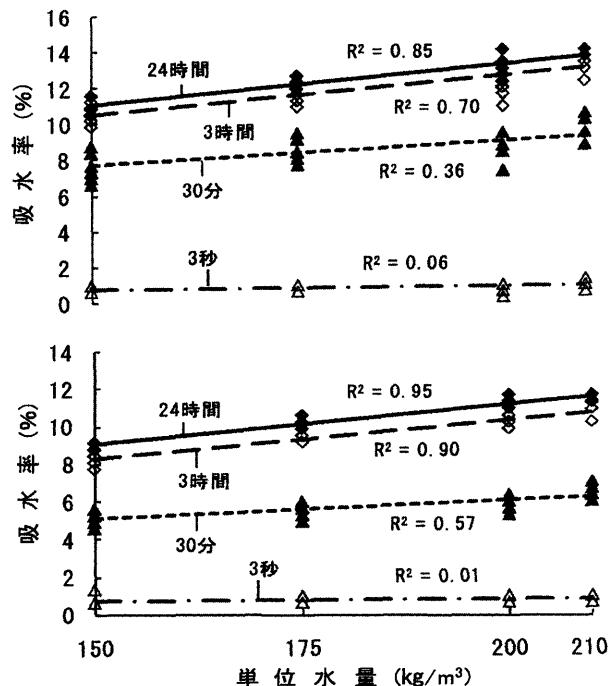 16
14
12
10
8
6
4
2
0
吸水率 (%)
24時間
R² = 0.85
3時間
R² = 0.70
30分
R² = 0.36
3秒
R² = 0.06
14
12
10
8
6
4
2
0
吸水率 (%)
24時間
R² = 0.95
3時間
R² = 0.90
30分
R² = 0.57
3秒
R² = 0.01
150 175 200 210
単位水量 (kg/m³)